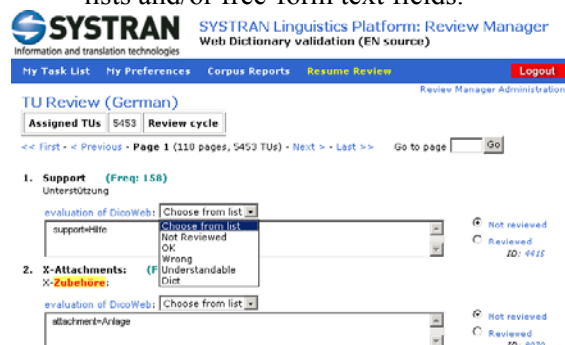 lists and/or free form text fields.
SYSTRAN
Information and translation technologies
SYSTRAN Linguistics Platform: Review Manager
Web Dictionary validation (EN source)
My Task List My Preferences Corpus Reports Resume Review Logout
Review Manager Administration
TU Review (German)
Assigned TUs 5453 Review cycle
<< First - < Previous - Page 1 (110 pages, 5453 TUs) - Next > - Last >> Go to page Go
1. Support (Freq: 158)
Unterstützung
evaluation of DicoWeb: Choose from list
support=Hilfe
Choose from list
Not Reviewed
OK
Wrong
Understandable
Dict
Not reviewed
Reviewed
ID: 4415
2. X-Attachments: (F
X-Zubehöre:
evaluation of DicoWeb: Choose from list
attachment=Anlage
Not reviewed
Reviewed